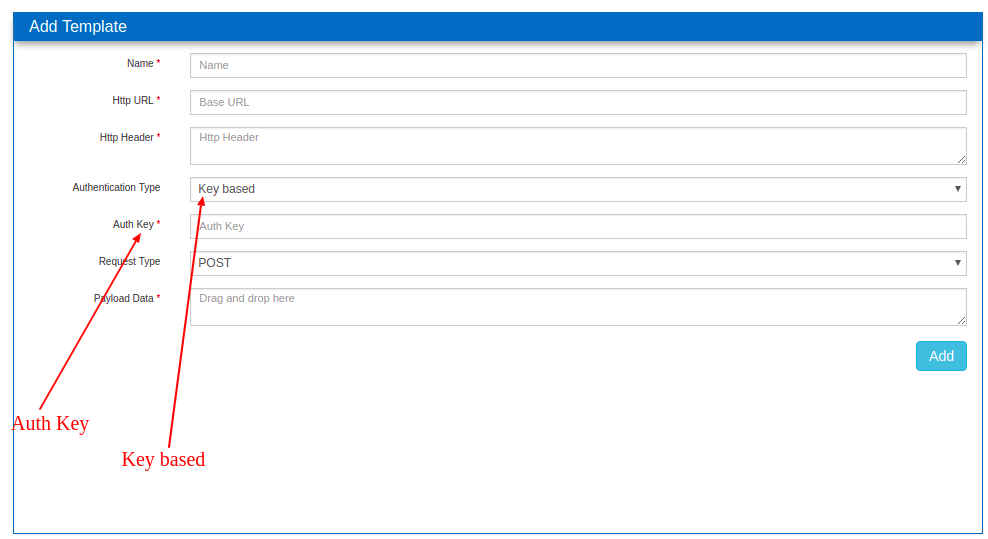 Add Template
Name *
Name
Http URL *
Base URL
Http Header *
Http Header
Authentication Type
Key based
Auth Key *
Auth Key
Request Type
POST
Payload Data *
Drag and drop here
Add
Auth Key
Key based